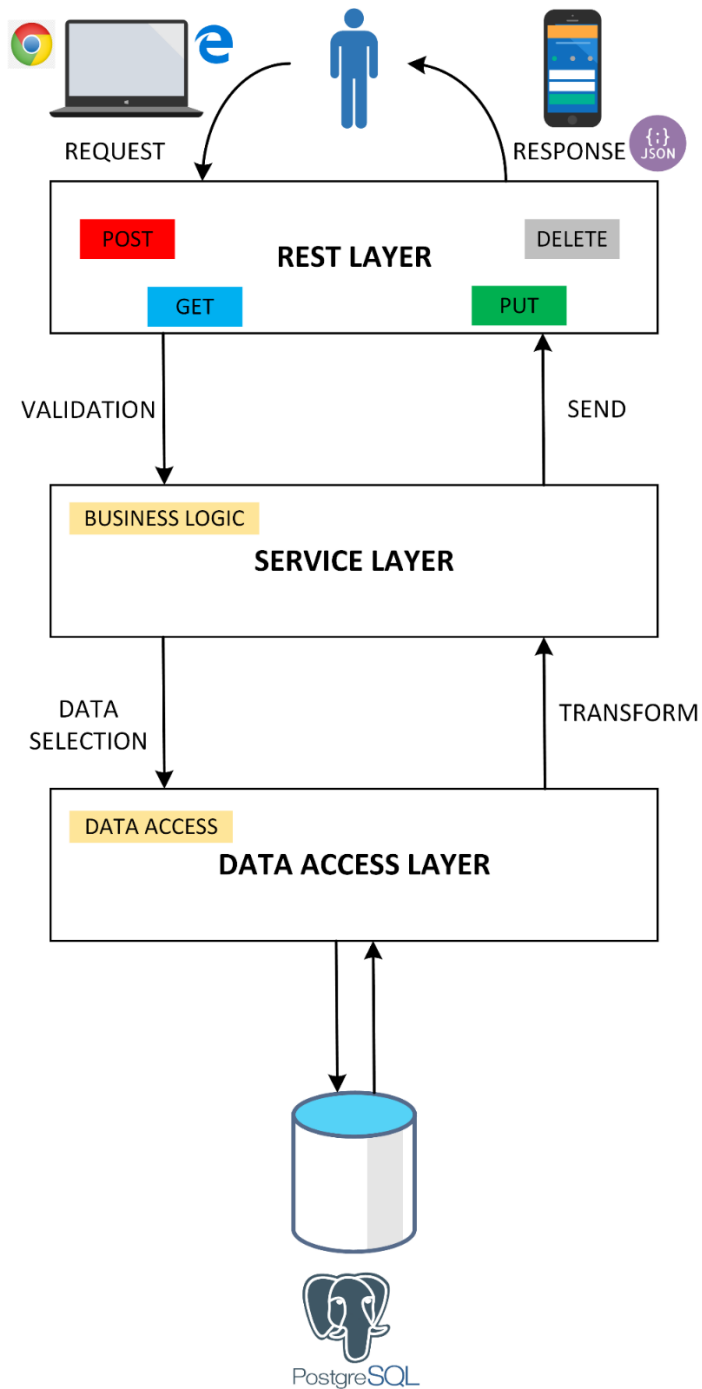 REQUEST
RESPONSE
{;}
JSON
POST
DELETE
REST LAYER
GET
PUT
VALIDATION
SEND
BUSINESS LOGIC
SERVICE LAYER
DATA
SELECTION
TRANSFORM
DATA ACCESS
DATA ACCESS LAYER
PostgreSQL